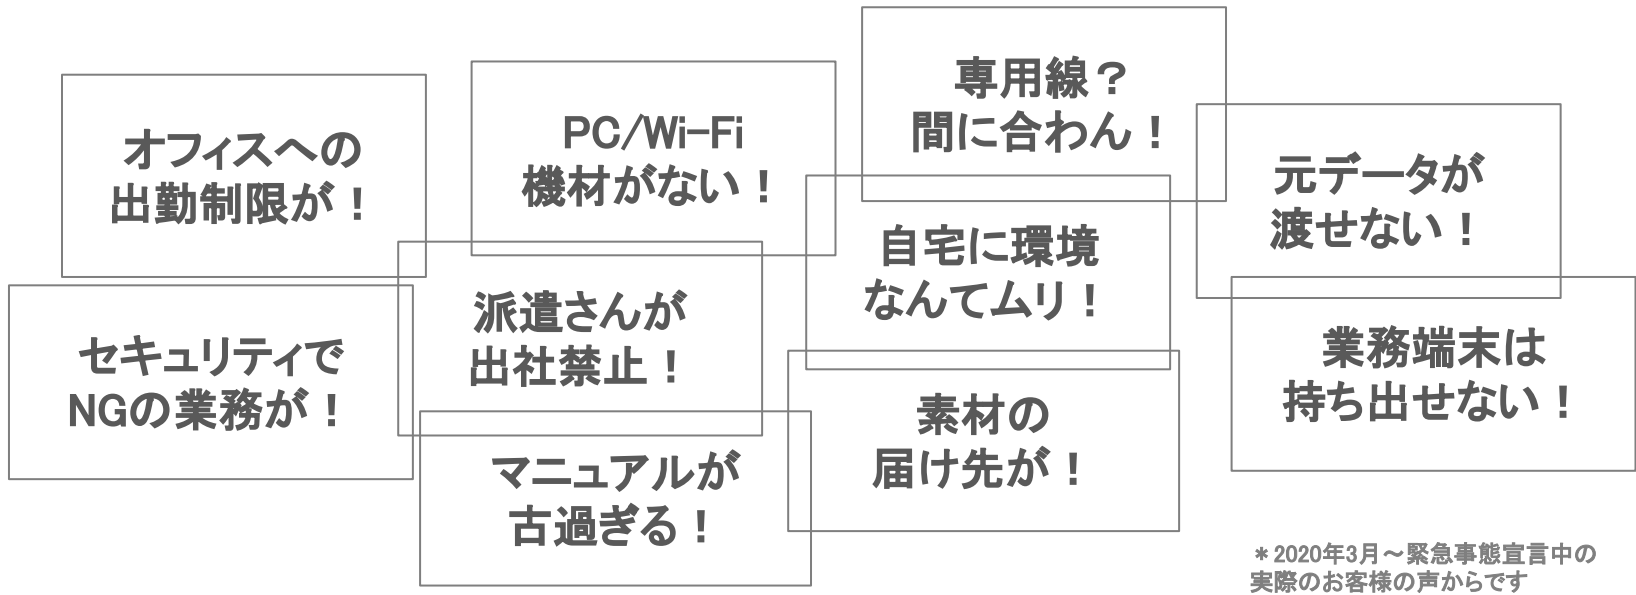 オフィスへの
出勤制限が！
PC/Wi-Fi
機材がない！
専用線？
間に合わん！
元データが
渡せない！
セキュリティで
NGの業務が！
派遣さんが
出社禁止！
自宅に環境
なんてムリ！
業務端末は
持ち出せない！
マニュアルが
古過ぎる！
素材の
届け先が！
＊2020年3月～緊急事態宣言中の
実際のお客様の声からです